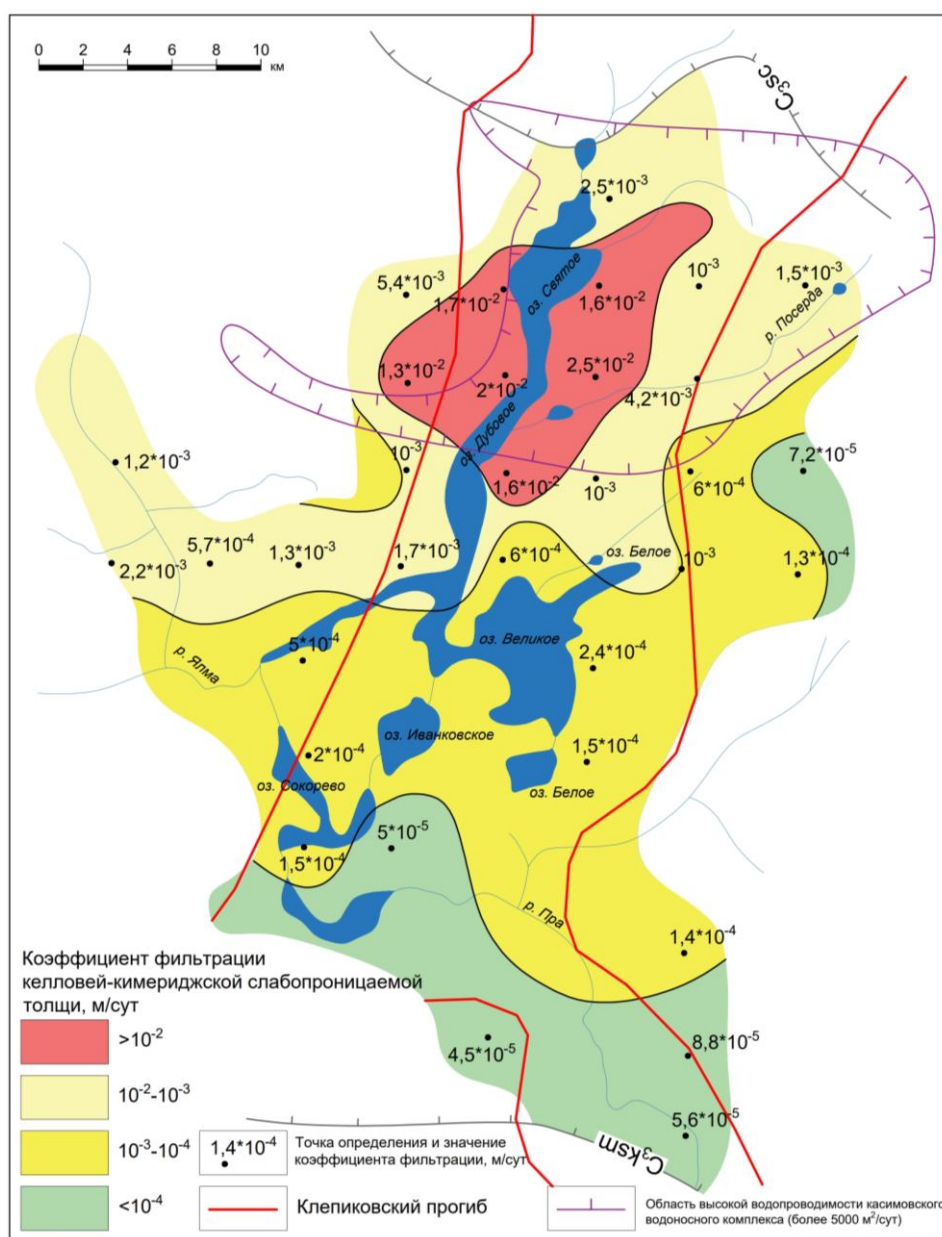 0 2 4 6 8 10
км
C₃sc
2,5*10⁻³
5,4*10⁻³
1,7*10⁻²
оз. Святое
1,6*10⁻²
10⁻³
1,5*10⁻³
р. Посерда
1,3*10⁻²
2*10⁻²
2,5*10⁻²
4,2*10⁻³
оз. Дубовое
1,2*10⁻³
10⁻³
1,6*10⁻²
10⁻³
6*10⁻⁴
7,2*10⁻⁵
2,2*10⁻³
5,7*10⁻⁴
1,3*10⁻³
1,7*10⁻³
6*10⁻⁴
оз. Белое
10⁻³
1,3*10⁻⁴
р. Ялма
5*10⁻⁴
оз. Великое
2,4*10⁻⁴
2*10⁻⁴
оз. Иванковское
1,5*10⁻⁴
оз. Сокорево
оз. Белое
1,5*10⁻⁴
5*10⁻⁵
р. Пра
1,4*10⁻⁴
4,5*10⁻⁵
8,8*10⁻⁵
5,6*10⁻⁵
C₃ksm
Коэффициент фильтрации
келловей-кимериджской слабопроницаемой
толщи, м/сут
>10⁻²
10⁻²-10⁻³
10⁻³-10⁻⁴
<10⁻⁴
1,4*10⁻⁴
Точка определения и значение
коэффициента фильтрации, м/сут
Клепиковский прогиб
Область высокой водопроводимости касимовского
водоносного комплекса (более 5000 м²/сут)